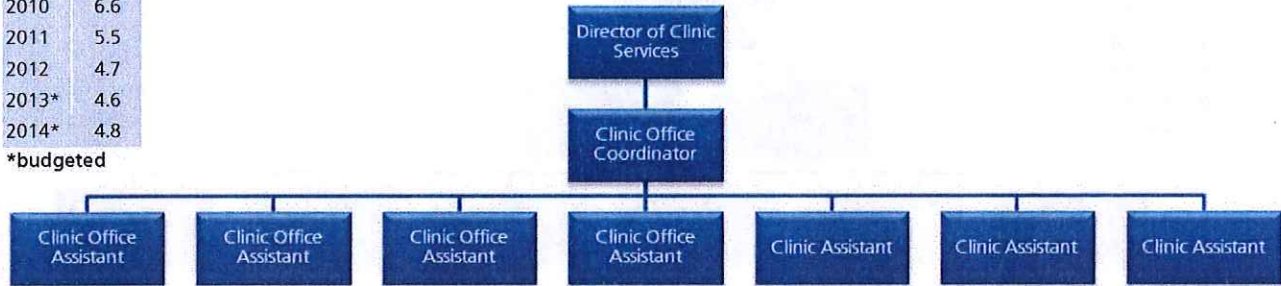 2010 6.6
2011 5.5
2012 4.7
2013* 4.6
2014* 4.8
*budgeted
Director of Clinic
Services
Clinic Office
Coordinator
Clinic Office
Assistant
Clinic Office
Assistant
Clinic Office
Assistant
Clinic Office
Assistant
Clinic Assistant
Clinic Assistant
Clinic Assistant